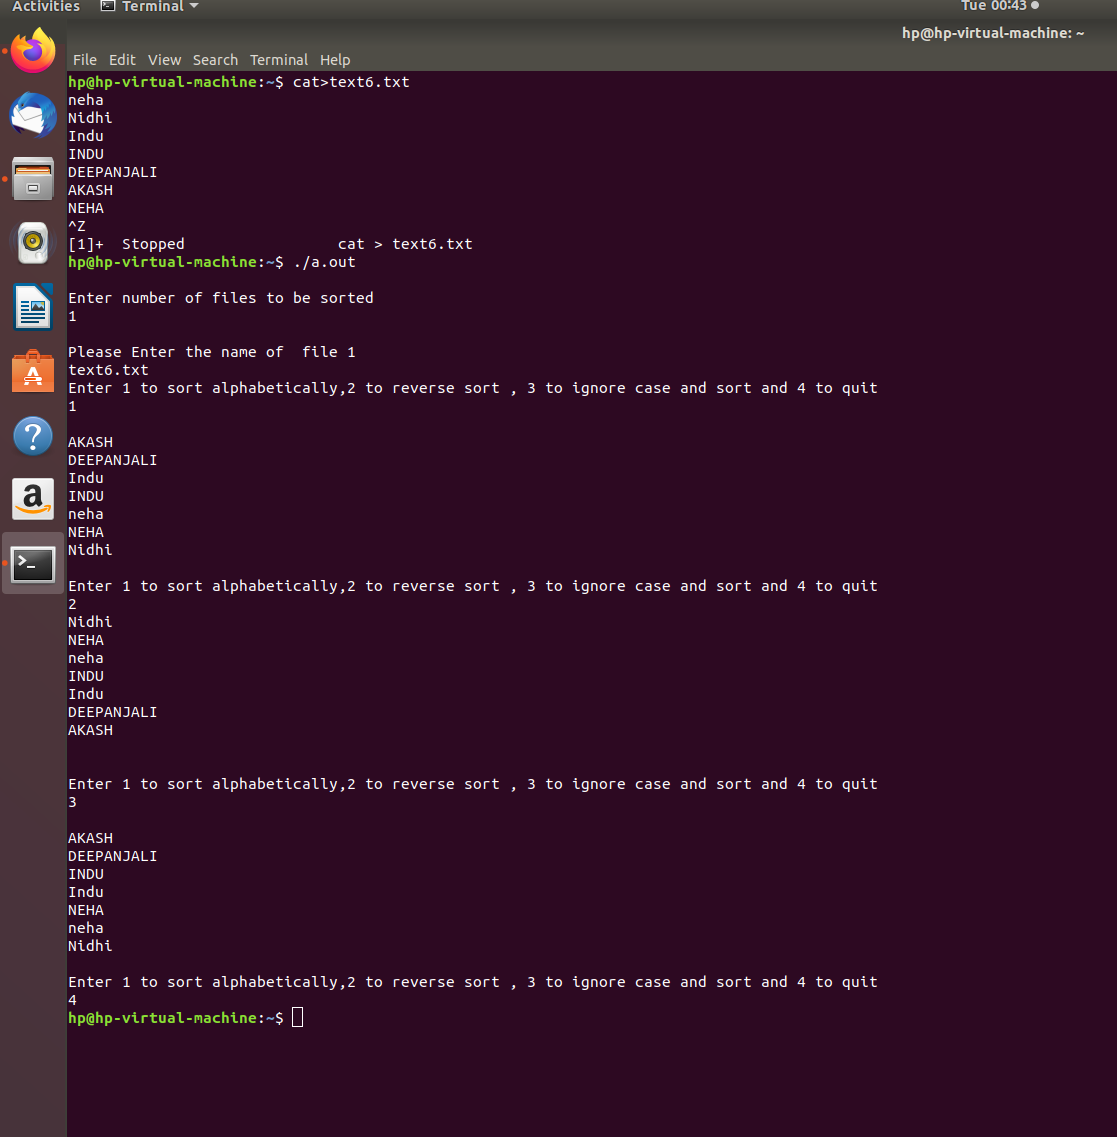 Activities Terminal Tue 00:43
hp@hp-virtual-machine: ~
File Edit View Search Terminal Help
hp@hp-virtual-machine:~$ cat>text6.txt
neha
Nidhi
Indu
INDU
DEEPANJALI
AKASH
NEHA
^Z
[1]+  Stopped                 cat > text6.txt
hp@hp-virtual-machine:~$ ./a.out
Enter number of files to be sorted
1
Please Enter the name of  file 1
text6.txt
Enter 1 to sort alphabetically,2 to reverse sort , 3 to ignore case and sort and 4 to quit
1
AKASH
DEEPANJALI
Indu
INDU
neha
NEHA
Nidhi
Enter 1 to sort alphabetically,2 to reverse sort , 3 to ignore case and sort and 4 to quit
2
Nidhi
NEHA
neha
INDU
Indu
DEEPANJALI
AKASH
Enter 1 to sort alphabetically,2 to reverse sort , 3 to ignore case and sort and 4 to quit
3
AKASH
DEEPANJALI
INDU
Indu
NEHA
neha
Nidhi
Enter 1 to sort alphabetically,2 to reverse sort , 3 to ignore case and sort and 4 to quit
4
hp@hp-virtual-machine:~$